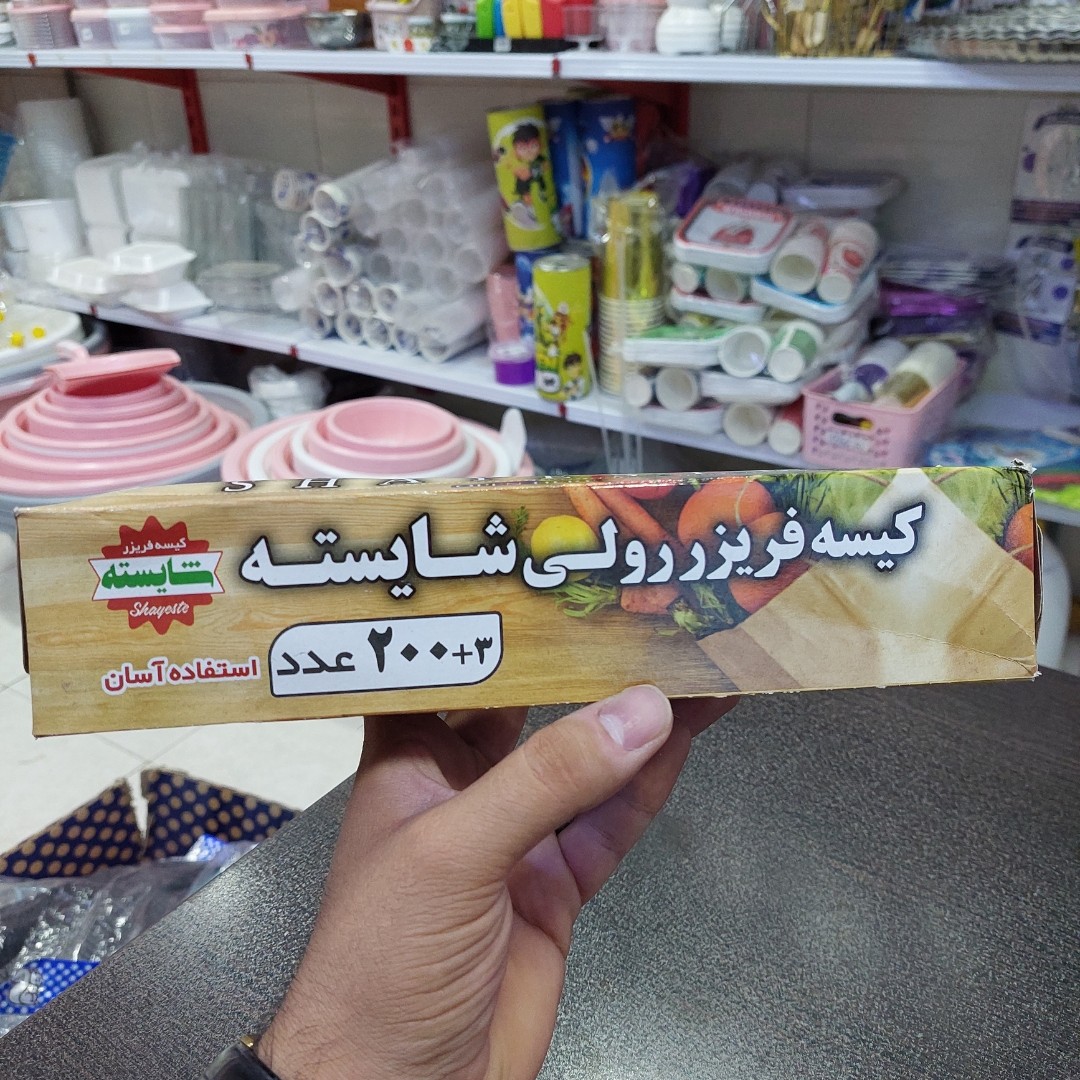 کیسه فریزر رولی شایسته
کیسه فریزر
شایسته
Shayeste
۲۰۰+۳ عدد
استفاده آسان